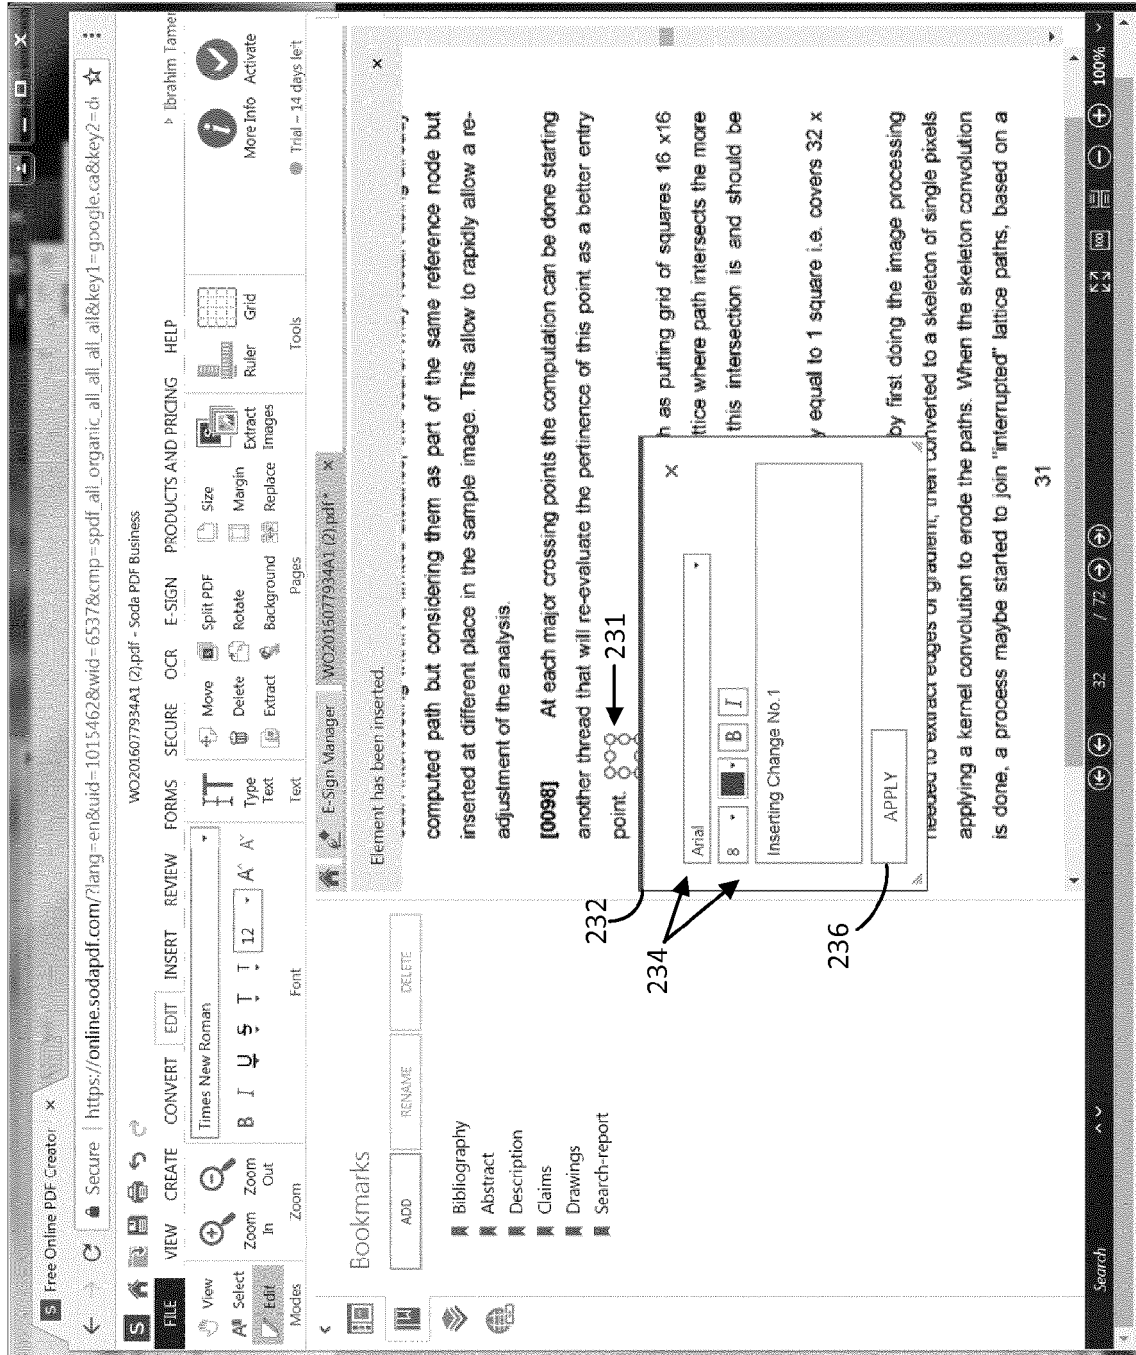 Free Online PDF Creator ×
Secure | https://online.sodapdf.com/?lang=en&uid=1015462&wid=6537&cmp=spdf_all_organic_all_all_all&key1=google.ca&key2=d
WO2016077934A1 (2).pdf - Soda PDF Business
FILE VIEW CREATE CONVERT EDIT INSERT REVIEW FORMS SECURE OCR E-SIGN PRODUCTS AND PRICING HELP Ibrahim Tamer
View
Select
Edit
Modes
Zoom In
Zoom Out
Zoom
Times New Roman
B I U S T T 12 A A
Font
Type Text
Text
Move Split PDF Size
Delete Rotate Margin
Extract Background Replace
Pages
Extract Images
Ruler Grid
Tools
More Info Activate
Trial – 14 days left
E-Sign Manager WO2016077934A1 (2).pdf* ×
Element has been inserted. ×
Bookmarks
ADD RENAME DELETE
Bibliography
Abstract
Description
Claims
Drawings
Search-report
computed path but considering them as part of the same reference node but
inserted at different place in the sample image. This allow to rapidly allow a re-
adjustment of the analysis.
[0098] At each major crossing points the computation can be done starting
another thread that will re-evaluate the pertinence of this point as a better entry
point.
231
232
234
236
h as putting grid of squares 16 x16
ttice where path intersects the more
this intersection is and should be
y equal to 1 square i.e. covers 32 x
by first doing the image processing
needed to extract edges or gradient, then converted to a skeleton of single pixels
applying a kernel convolution to erode the paths. When the skeleton convolution
is done, a process maybe started to join "interrupted" lattice paths, based on a
31
×
Arial
8 B I
Inserting Change No.1
APPLY
Search
32 / 72
100 100%